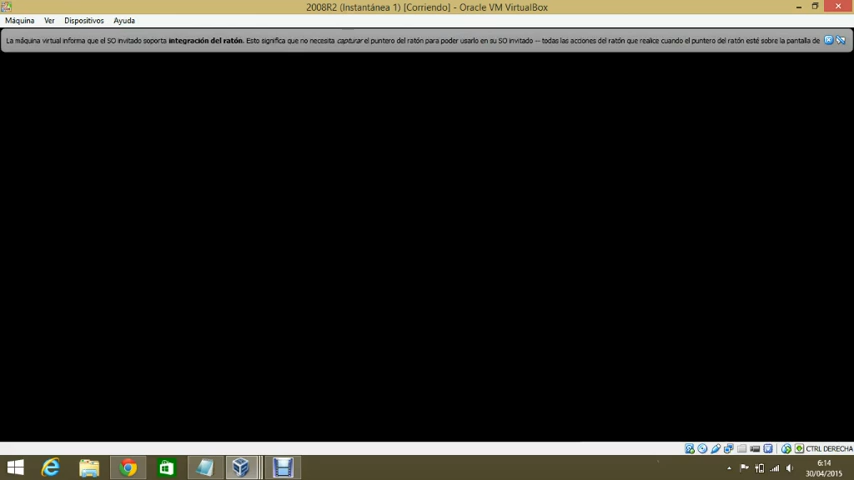 2008R2 (Instantánea 1) [Corriendo] - Oracle VM VirtualBox
Máquina Ver Dispositivos Ayuda
La máquina virtual informa que el SO invitado soporta integración del ratón. Esto significa que no necesita capturar el puntero del ratón para poder usarlo en su SO invitado -- todas las acciones del ratón que realice cuando el puntero del ratón esté sobre la pantalla de
CTRL DERECHA
6:14
30/04/2015